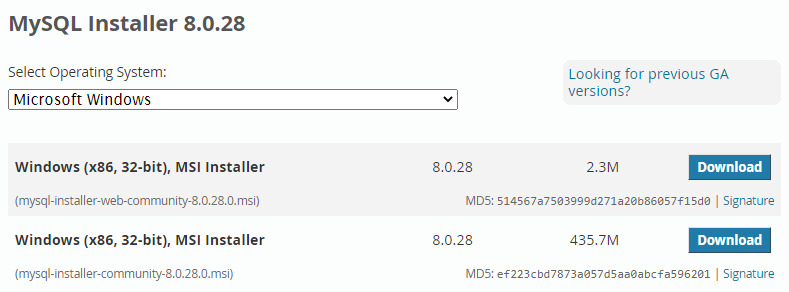 MySQL Installer 8.0.28
Select Operating System:
Looking for previous GA
versions?
Microsoft Windows
Windows (x86, 32-bit), MSI Installer 8.0.28 2.3M Download
(mysql-installer-web-community-8.0.28.0.msi) MD5: 514567a7503999d271a20b86057f15d0 | Signature
Windows (x86, 32-bit), MSI Installer 8.0.28 435.7M Download
(mysql-installer-community-8.0.28.0.msi) MD5: ef223cbd7873a057d5aa0abcfa596201 | Signature